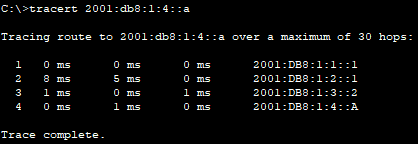 C:\>tracert 2001:db8:1:4::a
Tracing route to 2001:db8:1:4::a over a maximum of 30 hops:
1 0 ms 0 ms 0 ms 2001:DB8:1:1::1
2 8 ms 5 ms 0 ms 2001:DB8:1:2::1
3 1 ms 0 ms 1 ms 2001:DB8:1:3::2
4 0 ms 1 ms 0 ms 2001:DB8:1:4::A
Trace complete.